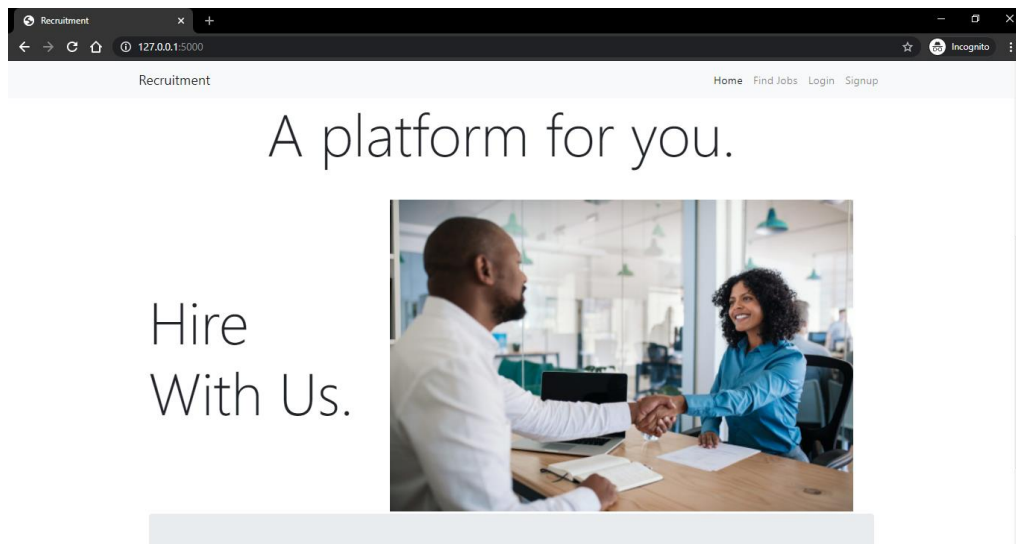 Recruitment
127.0.0.1:5000
Incognito
Recruitment
Home Find Jobs Login Signup
A platform for you.
Hire
With Us.